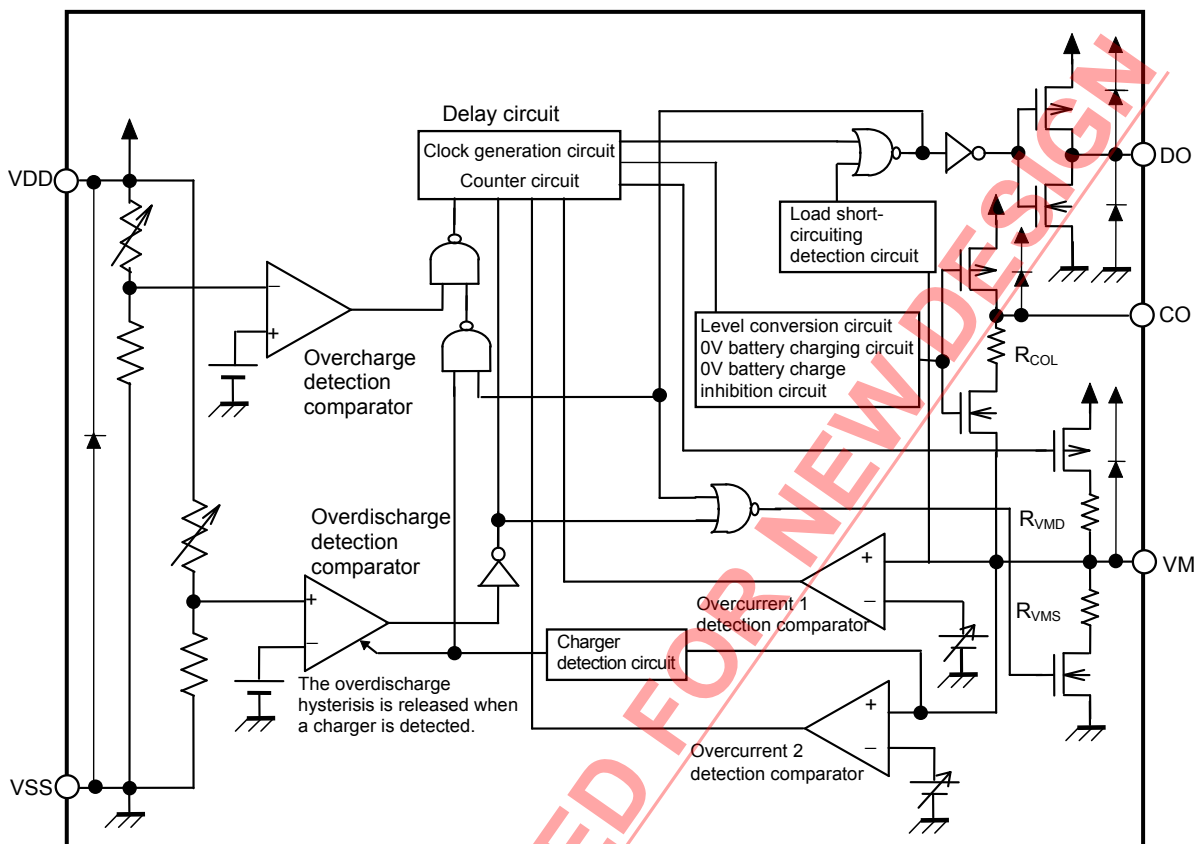 Delay circuit
Clock generation circuit
Counter circuit
VDD
DO
Load short-
circuiting
detection circuit
CO
Level conversion circuit
0V battery charging circuit
0V battery charge
inhibition circuit
RCOL
−
+
Overcharge
detection
comparator
RVMD
Overdischarge
detection
comparator
VM
+
−
Overcurrent 1
detection comparator
RVMS
+
−
Charger
detection circuit
The overdischarge
hysterisis is released when
a charger is detected.
+
−
Overcurrent 2
detection comparator
VSS
ED FOR NEW DESIGN